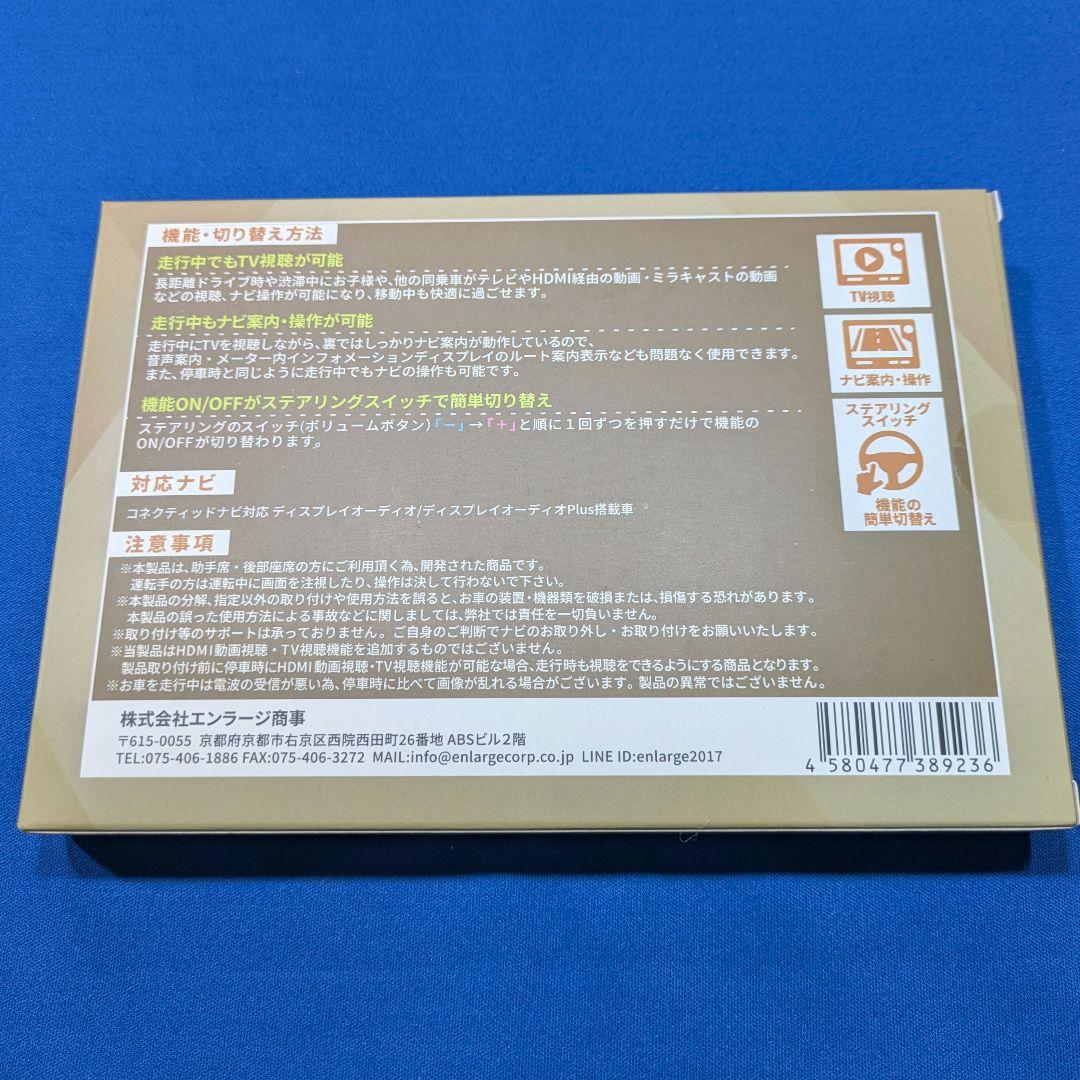 機能・切り替え方法
走行中でもTV視聴が可能
長距離ドライブ時や渋滞中にお子様や、他の同乗車がテレビやHDMI経由の動画・ミラキャストの動画
などの視聴、ナビ操作が可能になり、移動中も快適に過ごせます。
走行中もナビ案内・操作が可能
走行中にTVを視聴しながら、裏ではしっかりナビ案内が動作しているので、
音声案内・メーター内インフォメーションディスプレイのルート案内表示なども問題なく使用できます。
また、停車時と同じように走行中でもナビの操作も可能です。
機能ON/OFFがステアリングスイッチで簡単切り替え
ステアリングのスイッチ(ボリュームボタン)「－」→「＋」と順に１回ずつを押すだけで機能の
ON/OFFが切り替わります。
TV視聴
ナビ案内・操作
ステアリング
スイッチ
機能の
簡単切替え
対応ナビ
コネクティッドナビ対応 ディスプレイオーディオ/ディスプレイオーディオPlus搭載車
注意事項
※本製品は、助手席・後部座席の方にご利用頂く為、開発された商品です。
運転手の方は運転中に画面を注視したり、操作は決して行わないで下さい。
※本製品の分解、指定以外の取り付けや使用方法を誤ると、お車の装置・機器類を破損または、損傷する恐れがあります。
本製品の誤った使用方法による事故などに関しましては、弊社では責任を一切負いません。
※取り付け等のサポートは承っておりません。ご自身のご判断でナビのお取り外し・お取り付けをお願いいたします。
※当製品はHDMI動画視聴・TV視聴機能を追加するものではございません。
製品取り付け前に停車時にHDMI動画視聴・TV視聴機能が可能な場合、走行時も視聴をできるようにする商品となります。
※お車を走行中は電波の受信が悪い為、停車時に比べて画像が乱れる場合がございます。製品の異常ではございません。
株式会社エンラージ商事
〒615-0055 京都府京都市右京区西院西田町26番地 ABSビル２階
TEL:075-406-1886 FAX:075-406-3272 MAIL:info@enlargecorp.co.jp LINE ID:enlarge2017
4 580477 389236